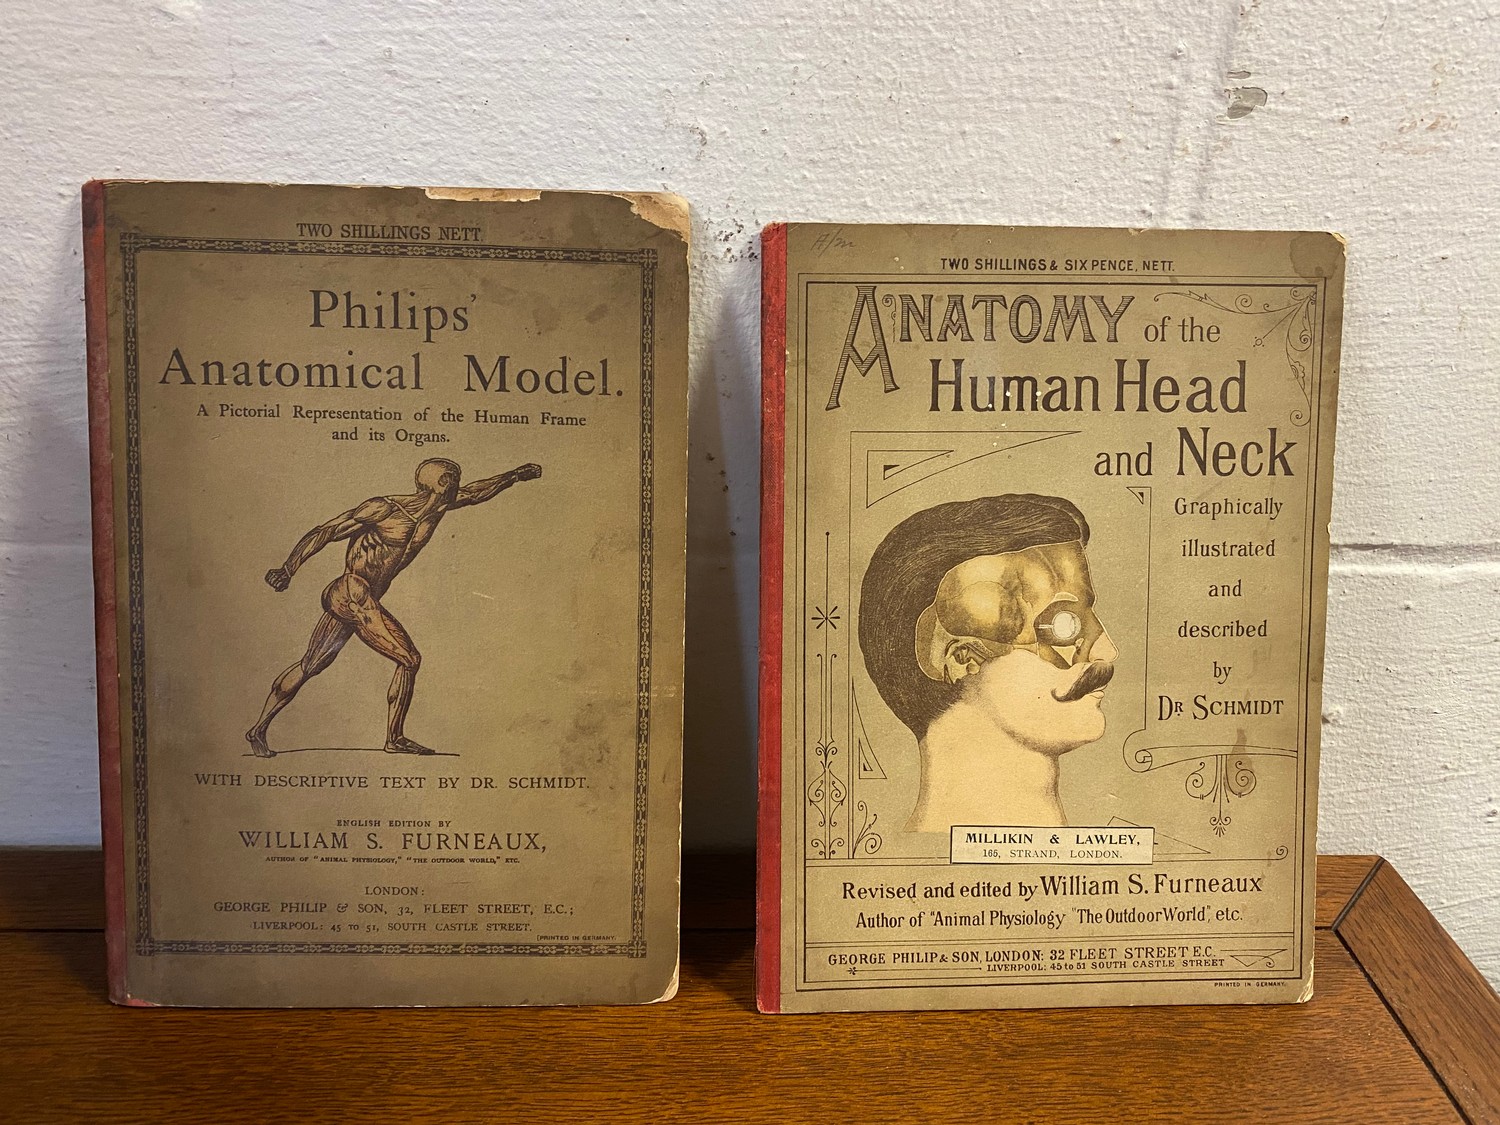 TWO SHILLINGS NETT.
Philips'
Anatomical Model.
A Pictorial Representation of the Human Frame
and its Organs.
WITH DESCRIPTIVE TEXT BY DR. SCHMIDT.
ENGLISH EDITION BY
WILLIAM S. FURNEAUX,
AUTHOR OF "ANIMAL PHYSIOLOGY," "THE OUTDOOR WORLD," ETC.
LONDON:
GEORGE PHILIP & SON, 32, FLEET STREET, E.C.;
LIVERPOOL: 45 TO 51, SOUTH CASTLE STREET.
[PRINTED IN GERMANY.
TWO SHILLINGS & SIX PENCE, NETT.
ANATOMY of the
Human Head
and Neck
Graphically
illustrated
and
described
by
DR SCHMIDT
MILLIKIN & LAWLEY,
165, STRAND, LONDON.
Revised and edited by William S. Furneaux
Author of "Animal Physiology "The Outdoor World", etc.
GEORGE PHILIP & SON, LONDON: 32 FLEET STREET E.C.
LIVERPOOL: 45 to 51 SOUTH CASTLE STREET
PRINTED IN GERMANY.